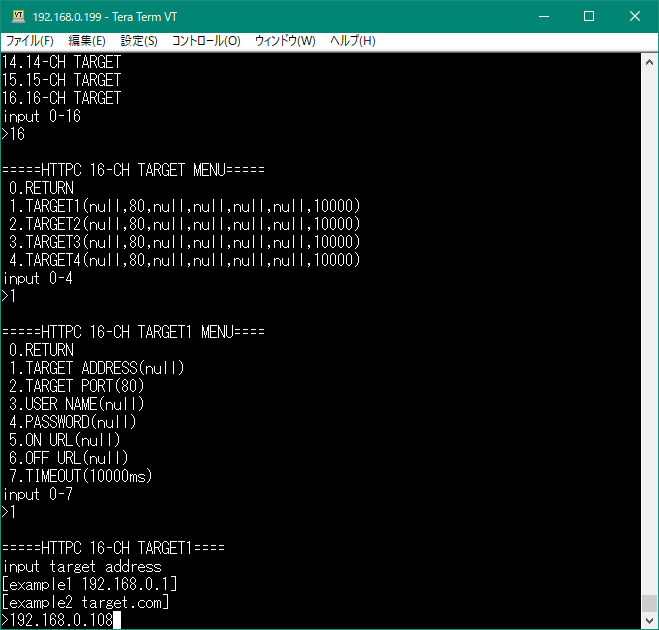 192.168.0.199 - Tera Term VT
ファイル(F) 編集(E) 設定(S) コントロール(O) ウィンドウ(W) ヘルプ(H)
14.14-CH TARGET
15.15-CH TARGET
16.16-CH TARGET
input 0-16
>16
=====HTTPC 16-CH TARGET MENU=====
0.RETURN
1.TARGET1(null,80,null,null,null,null,10000)
2.TARGET2(null,80,null,null,null,null,10000)
3.TARGET3(null,80,null,null,null,null,10000)
4.TARGET4(null,80,null,null,null,null,10000)
input 0-4
>1
=====HTTPC 16-CH TARGET1 MENU====
0.RETURN
1.TARGET ADDRESS(null)
2.TARGET PORT(80)
3.USER NAME(null)
4.PASSWORD(null)
5.ON URL(null)
6.OFF URL(null)
7.TIMEOUT(10000ms)
input 0-7
>1
=====HTTPC 16-CH TARGET1====
input target address
[example1 192.168.0.1]
[example2 target.com]
>192.168.0.108